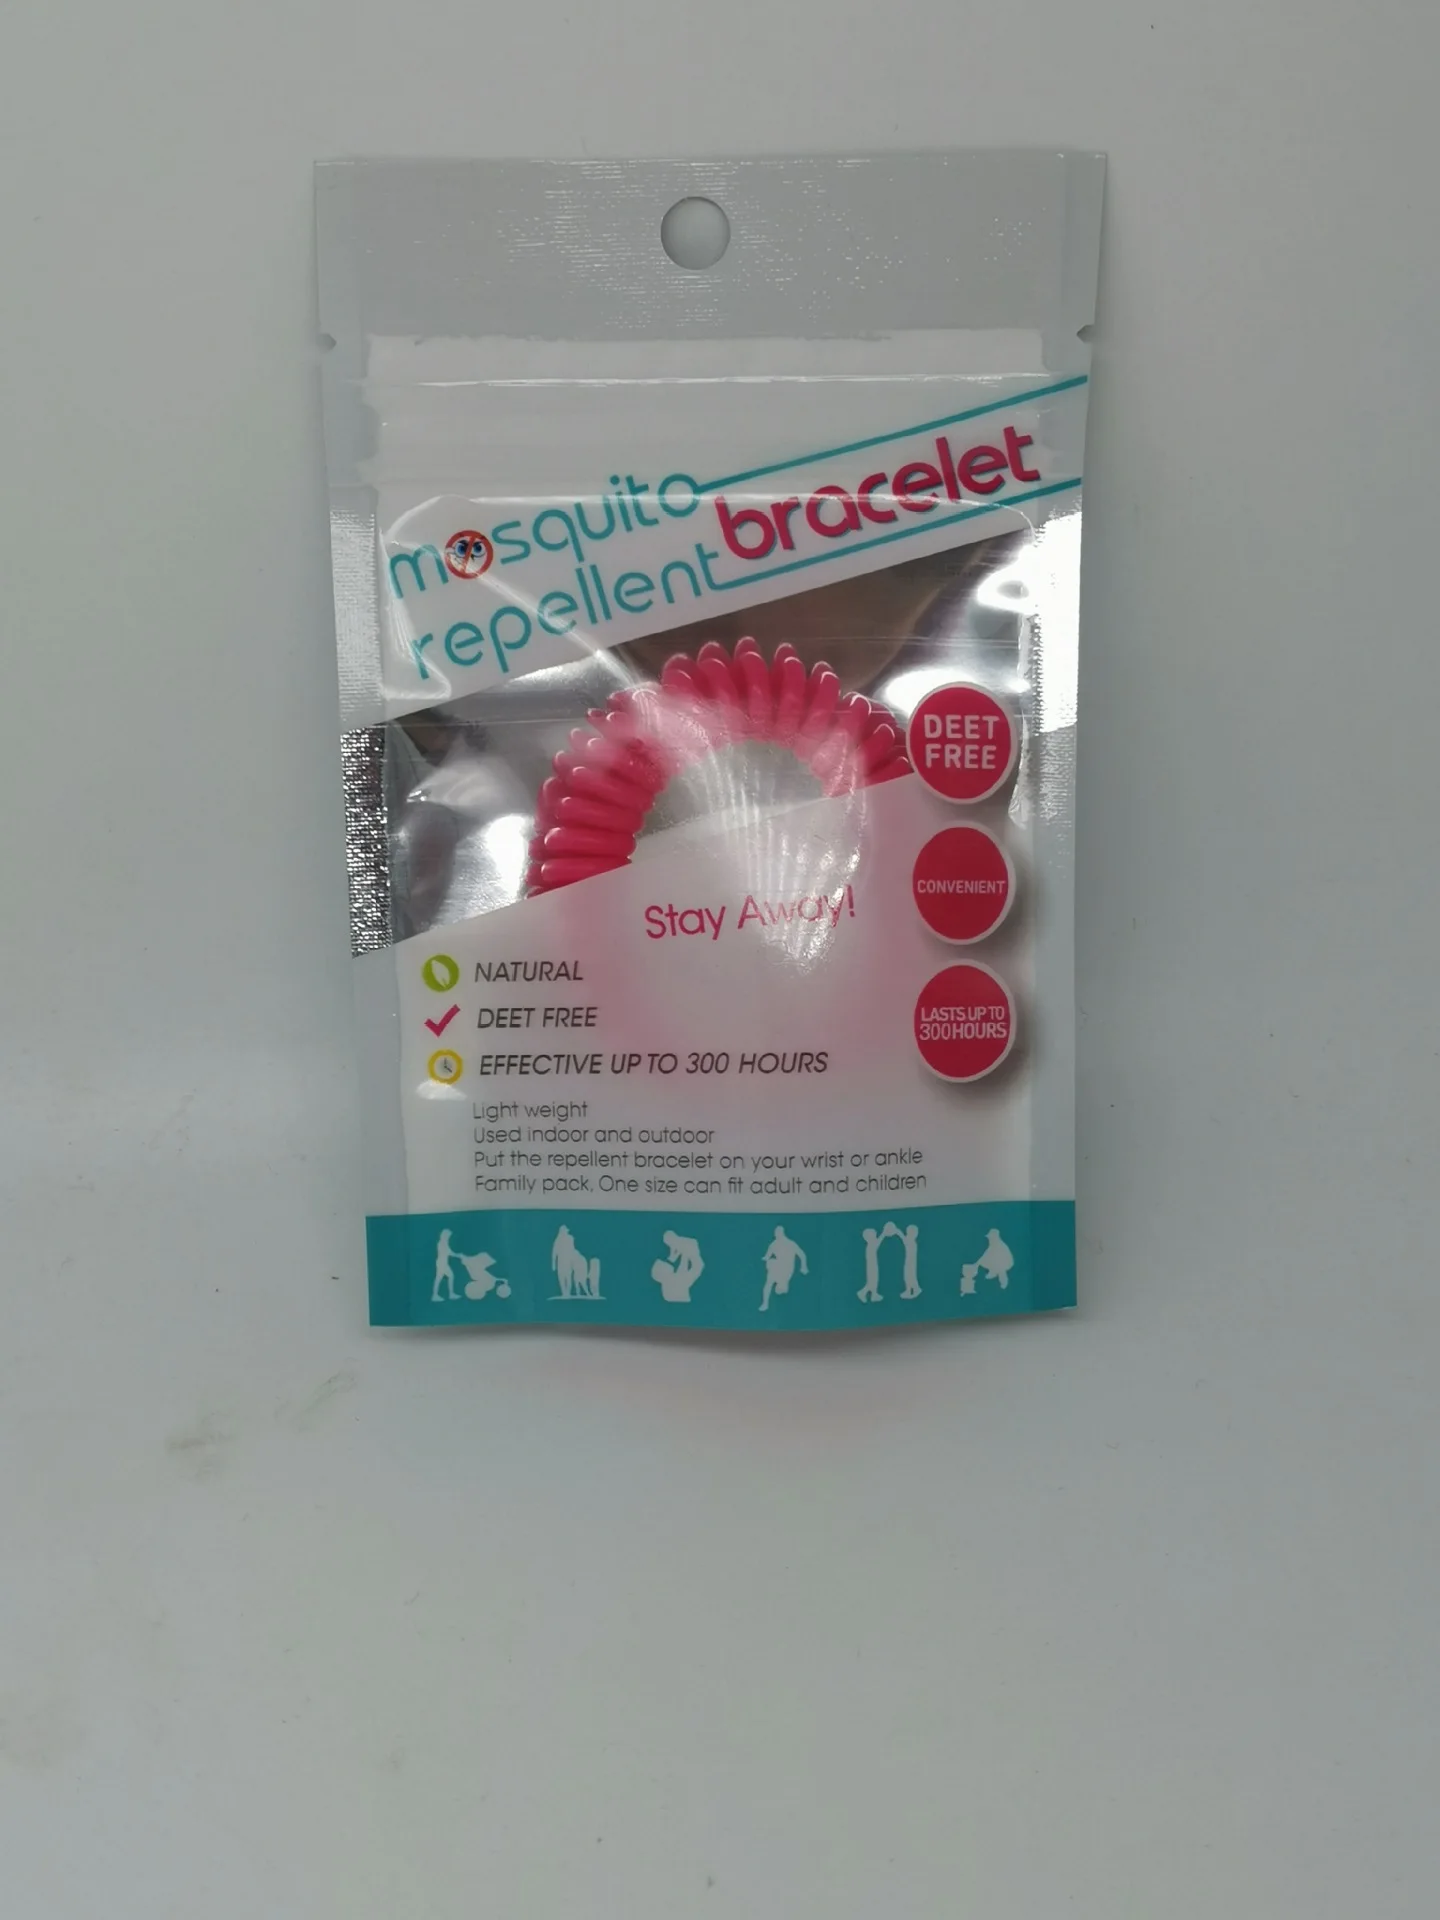 mosquito
repellent
bracelet
DEET
FREE
CONVENIENT
LASTS UP TO
300HOURS
Stay Away!
NATURAL
DEET FREE
EFFECTIVE UP TO 300 HOURS
Light weight
Used indoor and outdoor
Put the repellent bracelet on your wrist or ankle
Family pack, One size can fit adult and children